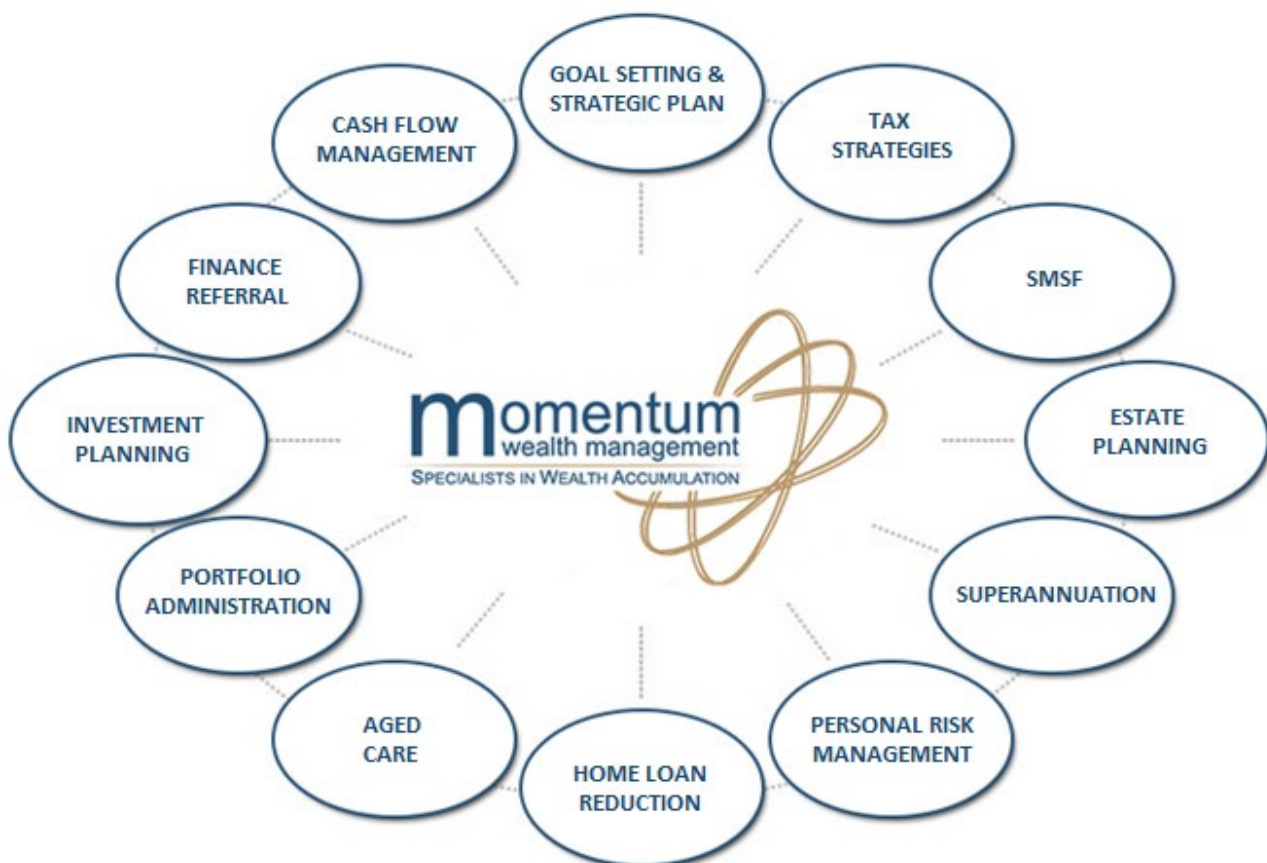 GOAL SETTING &
STRATEGIC PLAN
TAX
STRATEGIES
SMSF
ESTATE
PLANNING
SUPERANNUATION
PERSONAL RISK
MANAGEMENT
HOME LOAN
REDUCTION
AGED
CARE
PORTFOLIO
ADMINISTRATION
INVESTMENT
PLANNING
FINANCE
REFERRAL
CASH FLOW
MANAGEMENT
momentum
wealth management
SPECIALISTS IN WEALTH ACCUMULATION